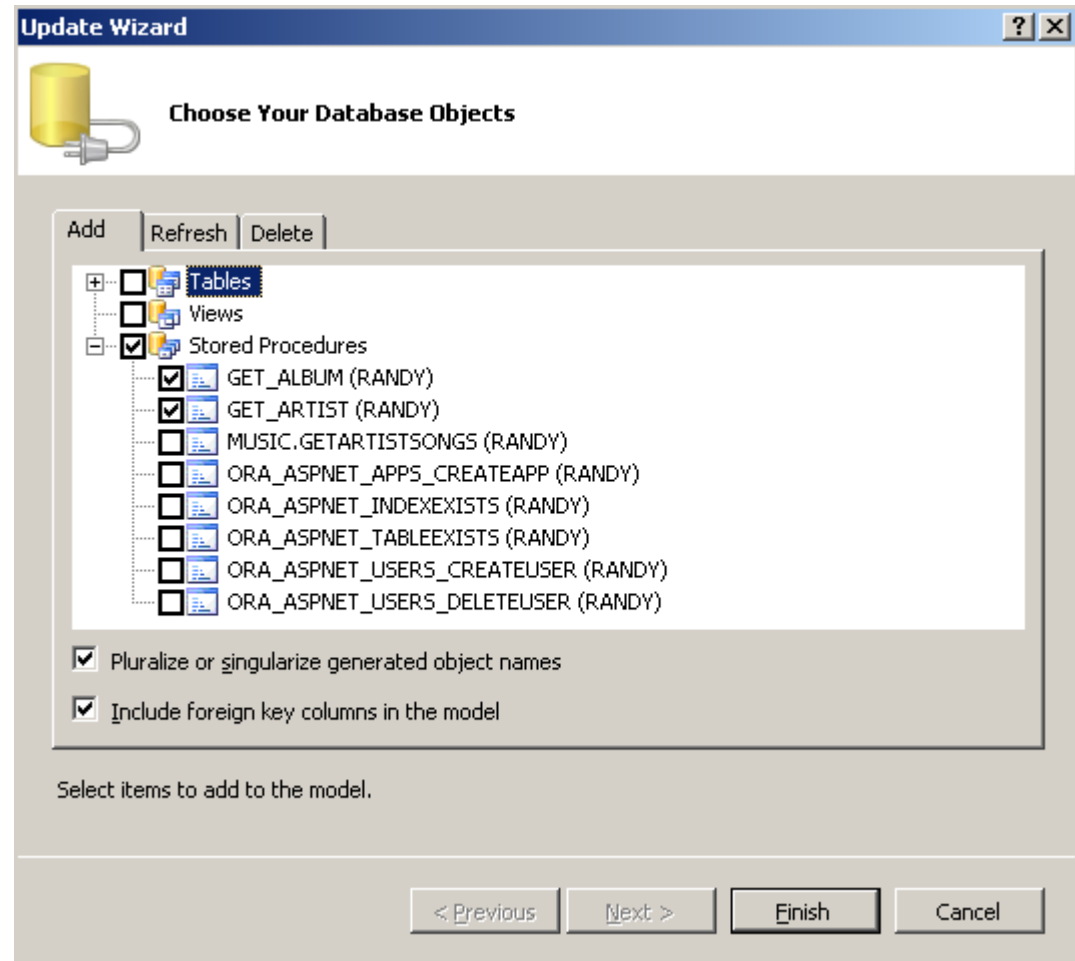 Update Wizard
Choose Your Database Objects
Add Refresh Delete
Tables
Views
Stored Procedures
GET_ALBUM (RANDY)
GET_ARTIST (RANDY)
MUSIC.GETARTISTSONGS (RANDY)
ORA_ASPNET_APPS_CREATEAPP (RANDY)
ORA_ASPNET_INDEXEXISTS (RANDY)
ORA_ASPNET_TABLEEXISTS (RANDY)
ORA_ASPNET_USERS_CREATEUSER (RANDY)
ORA_ASPNET_USERS_DELETEUSER (RANDY)
Pluralize or singularize generated object names
Include foreign key columns in the model
Select items to add to the model.
< Previous Next > Finish Cancel